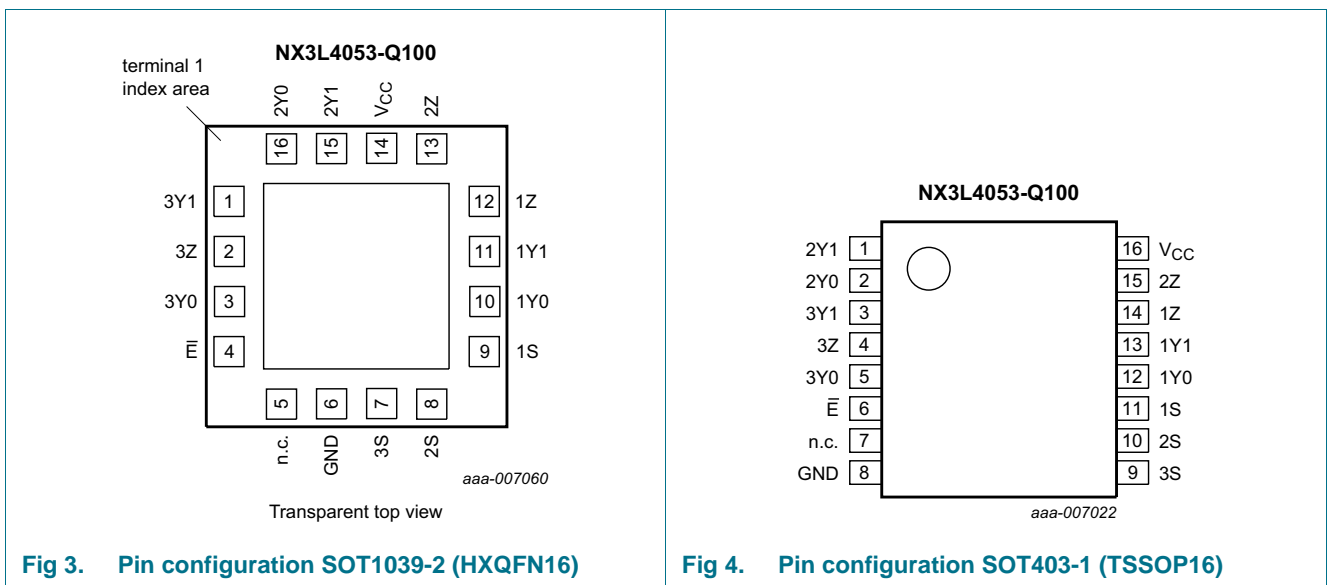 NX3L4053-Q100
terminal 1
index area
2Y0
2Y1
VCC
2Z
16
15
14
13
3Y1 1
12 1Z
3Z 2
11 1Y1
3Y0 3
10 1Y0
E̅ 4
9 1S
5
6
7
8
n.c.
GND
3S
2S
aaa-007060
Transparent top view
Fig 3. Pin configuration SOT1039-2 (HXQFN16)
NX3L4053-Q100
2Y1 1
16 VCC
2Y0 2
15 2Z
3Y1 3
14 1Z
3Z 4
13 1Y1
3Y0 5
12 1Y0
E̅ 6
11 1S
n.c. 7
10 2S
GND 8
9 3S
aaa-007022
Fig 4. Pin configuration SOT403-1 (TSSOP16)